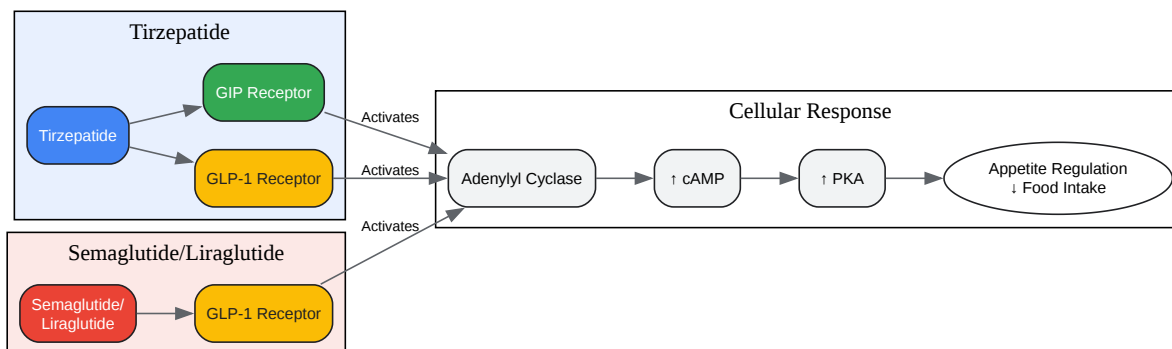 Tirzepatide
GIP Receptor
Tirzepatide
GLP-1 Receptor
Activates
Activates
Activates
Cellular Response
Adenylyl Cyclase
↑ cAMP
↑ PKA
Appetite Regulation
↓ Food Intake
Semaglutide/Liraglutide
Semaglutide/
Liraglutide
GLP-1 Receptor